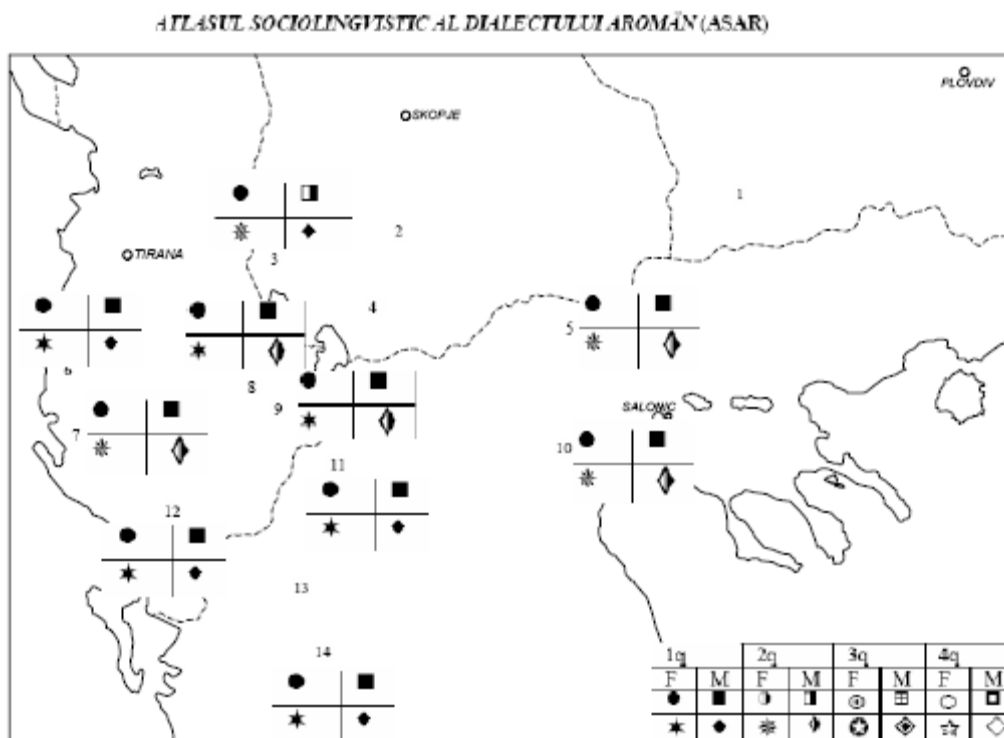 ATLASUL SOCIOLINGVISTIC AL DIALECTULUI AROMÂN (ASAR)
PLOVDIV
SKOPJE
1
2
TIRANA
3
4
5
6
8
9
SALONIC
7
10
11
12
13
14
1q 2q 3q 4q
F M F M F M F M